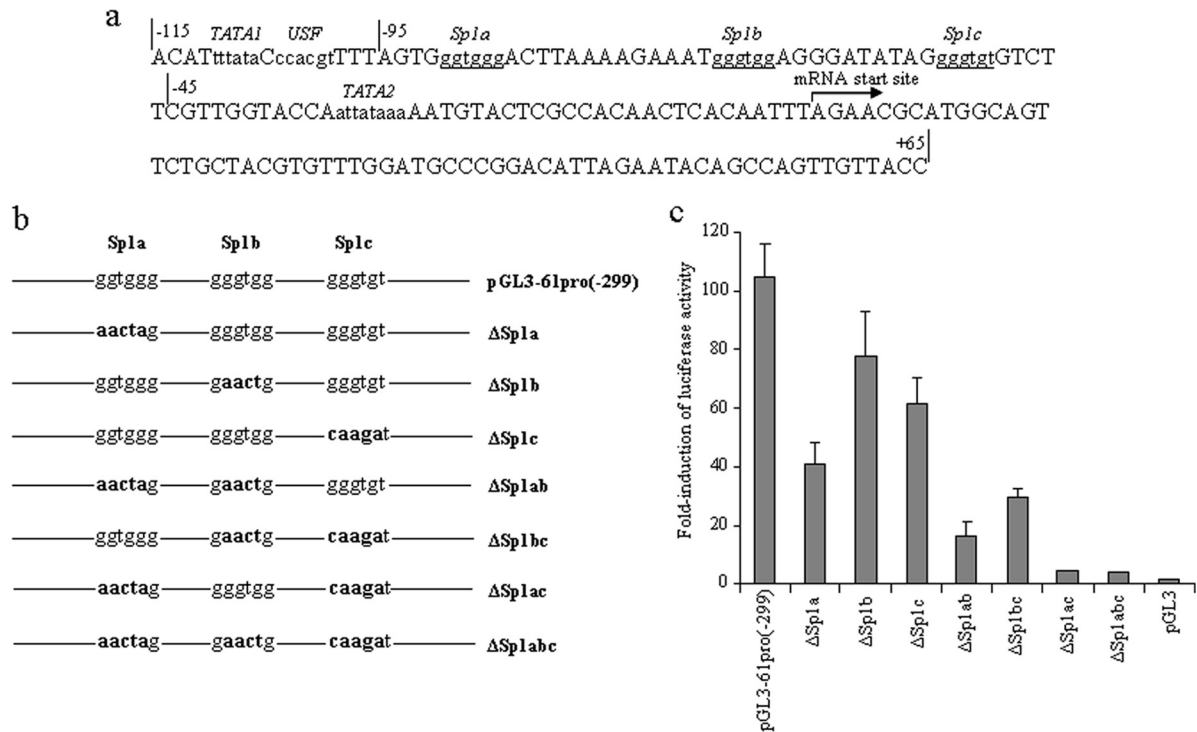 a
-115 TATA1 USF -95 Sp1a Sp1b Sp1c
ACATtttataCccacgtTTTAGTGggtgggACTTAAAAGAAATgggtggAGGGATATAGgggtgtGTCT
-45 TATA2 mRNA start site
TCGTTGGTACCAattataaaAATGTACTCGCCACAACTCACAATTTAGAACGCATGGCAGT
+65
TCTGCTACGTGTTTGGATGCCCGGACATTAGAATACAGCCAGTTGTTACC
b
Sp1a Sp1b Sp1c
ggtggg gggtgg gggtgt pGL3-61pro(-299)
aactag gggtgg gggtgt ΔSp1a
ggtggg gaactg gggtgt ΔSp1b
ggtggg gggtgg caagat ΔSp1c
aactag gaactg gggtgt ΔSp1ab
ggtggg gaactg caagat ΔSp1bc
aactag gggtgg caagat ΔSp1ac
aactag gaactg caagat ΔSp1abc
c
Fold-induction of luciferase activity
120
100
80
60
40
20
0
pGL3-61pro(-299)
ΔSp1a
ΔSp1b
ΔSp1c
ΔSp1ab
ΔSp1bc
ΔSp1ac
ΔSp1abc
pGL3